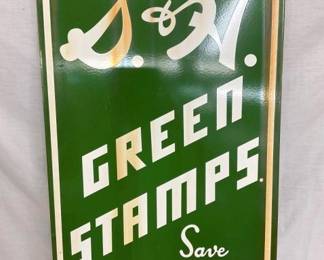 S. & H.
GREEN
STAMPS.
Save